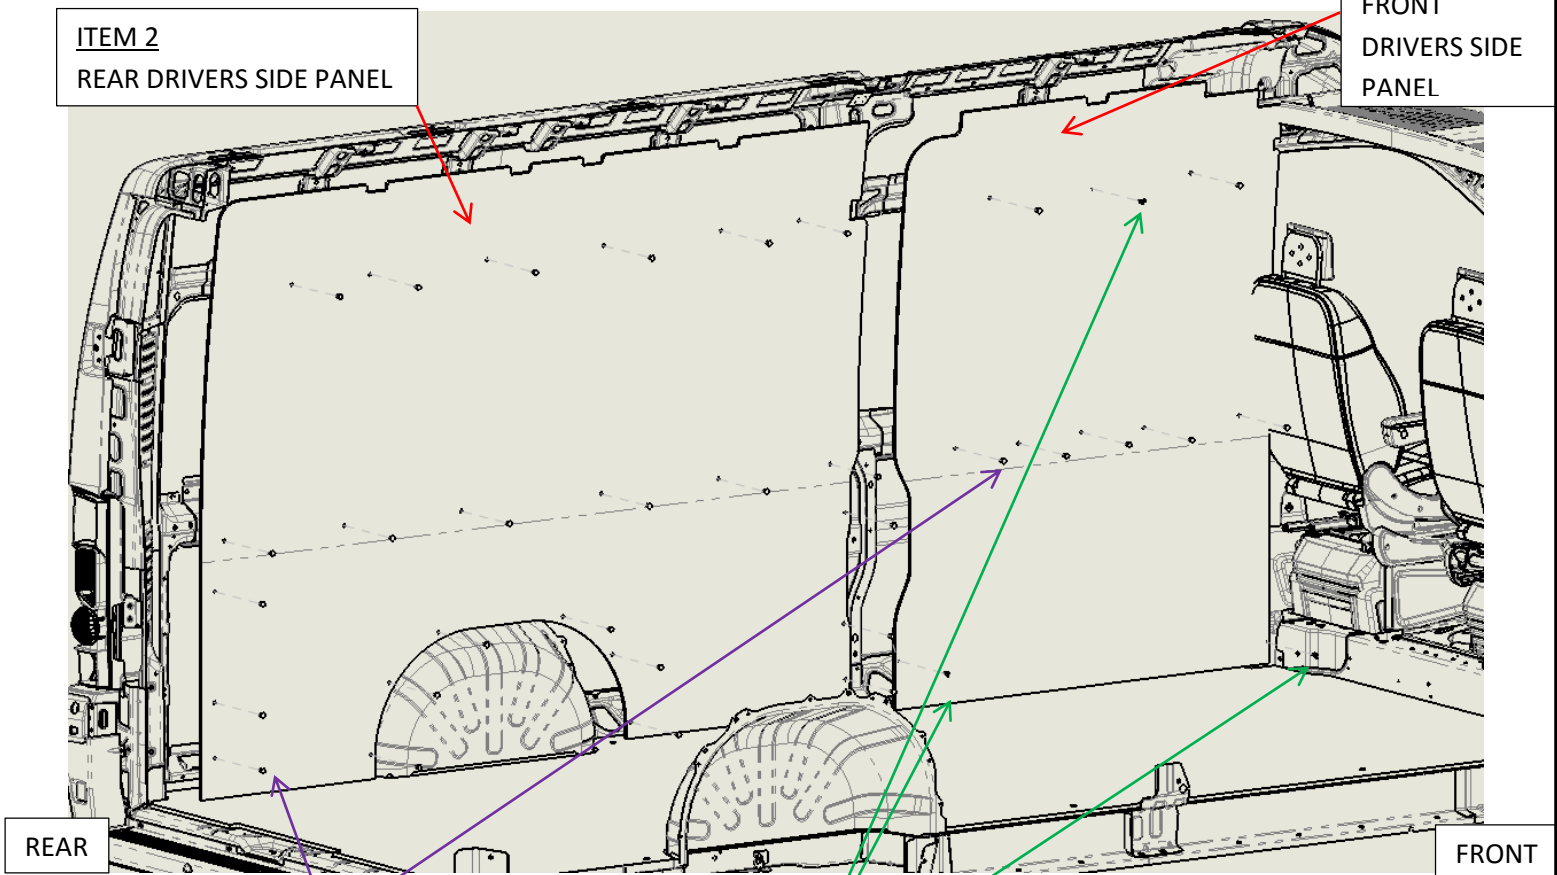 ITEM 2
REAR DRIVERS SIDE PANEL
FRONT
DRIVERS SIDE
PANEL
REAR
FRONT